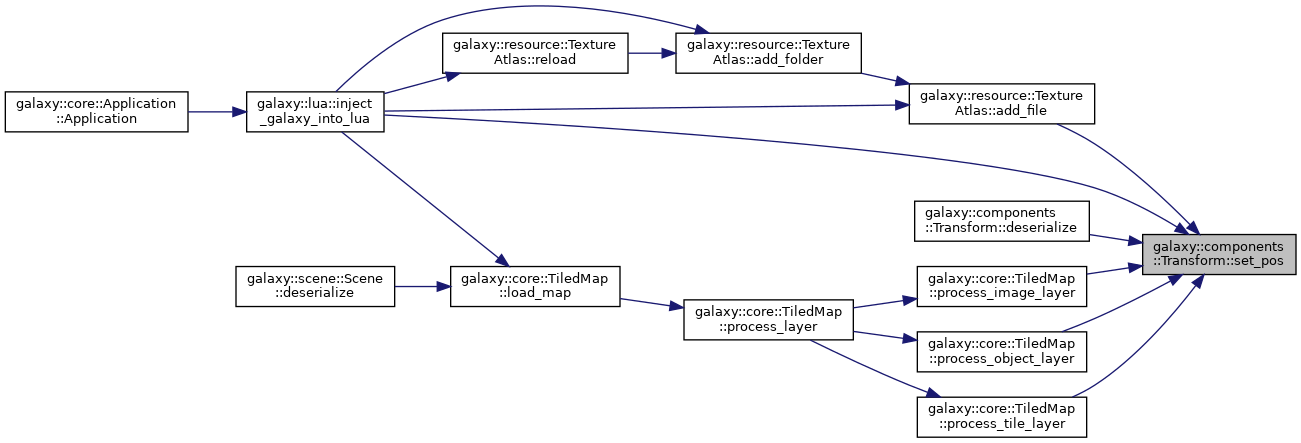 galaxy::core::Application
::Application
galaxy::lua::inject
_galaxy_into_lua
galaxy::resource::Texture
Atlas::reload
galaxy::resource::Texture
Atlas::add_folder
galaxy::resource::Texture
Atlas::add_file
galaxy::components
::Transform::deserialize
galaxy::components
::Transform::set_pos
galaxy::scene::Scene
::deserialize
galaxy::core::TiledMap
::load_map
galaxy::core::TiledMap
::process_layer
galaxy::core::TiledMap
::process_image_layer
galaxy::core::TiledMap
::process_object_layer
galaxy::core::TiledMap
::process_tile_layer